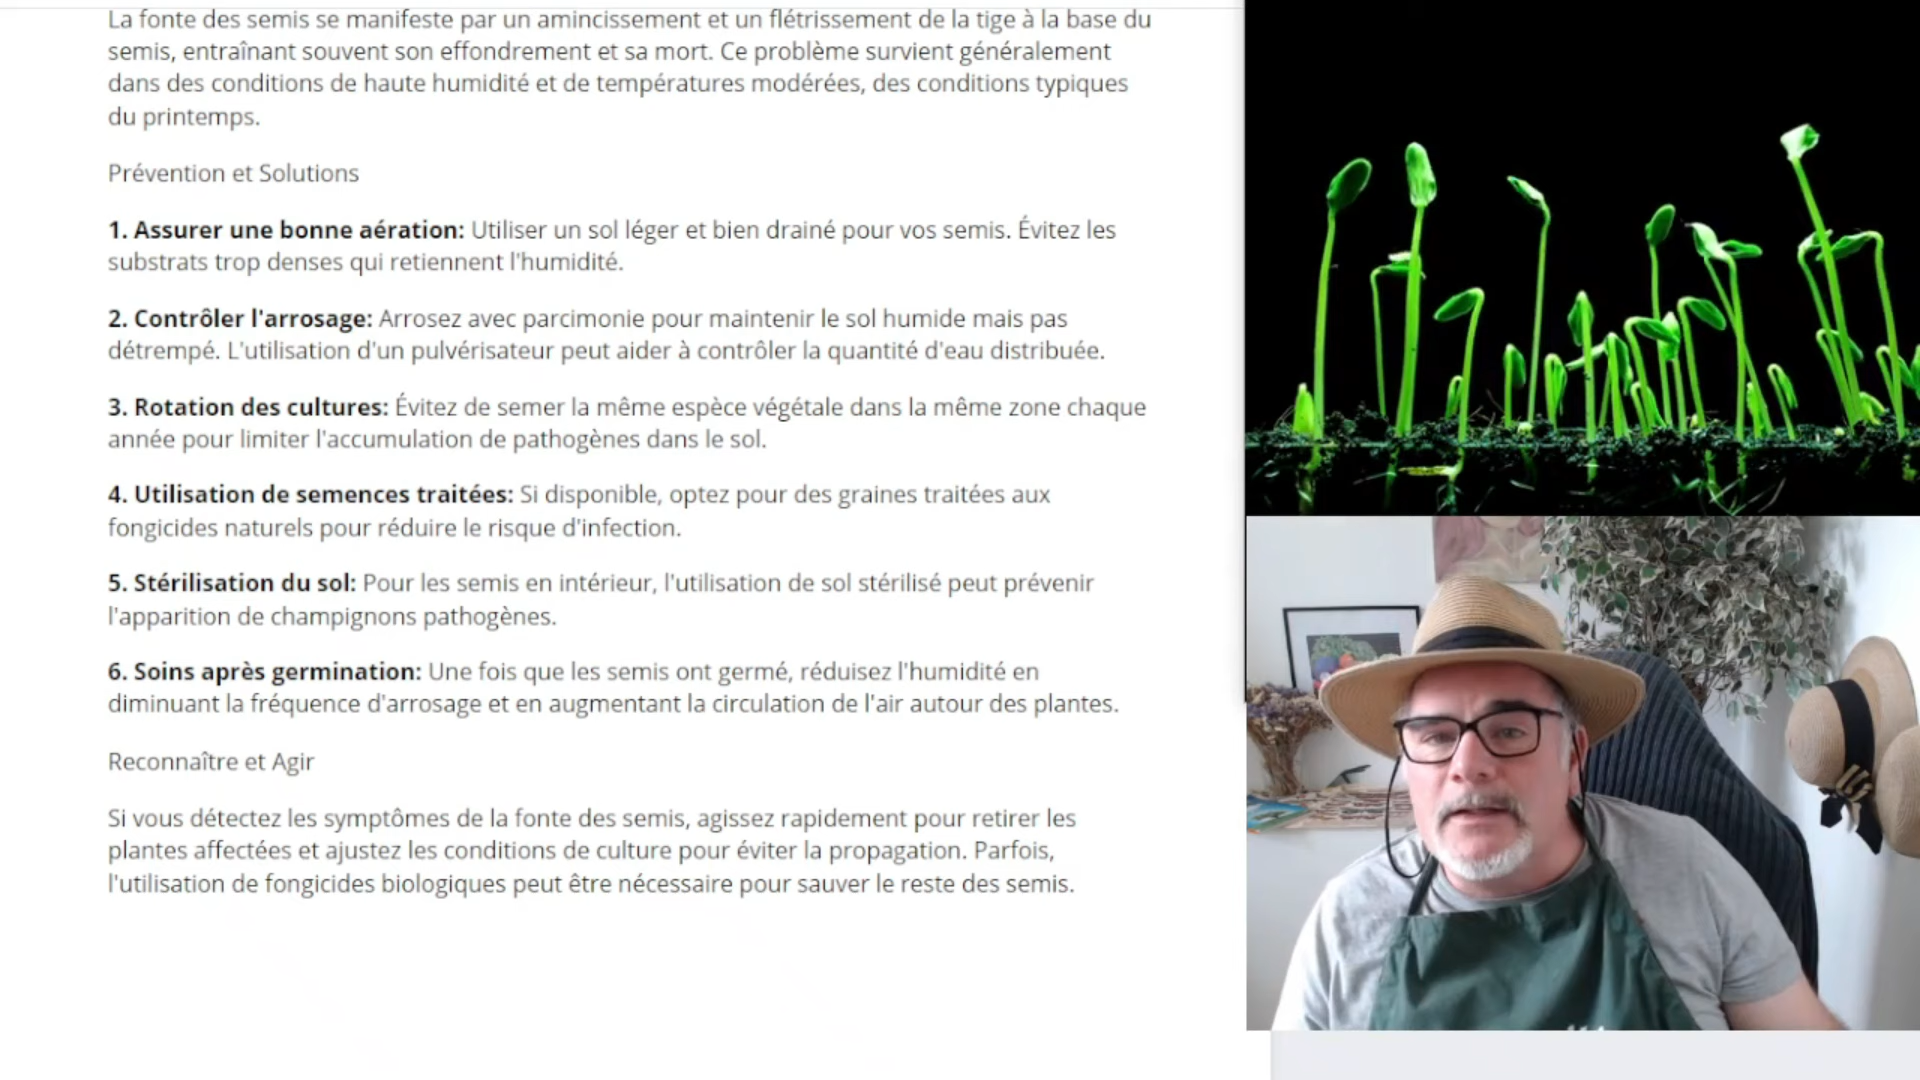 La fonte des semis se manifeste par un amincissement et un flétrissement de la tige à la base du
semis, entraînant souvent son effondrement et sa mort. Ce problème survient généralement
dans des conditions de haute humidité et de températures modérées, des conditions typiques
du printemps.
Prévention et Solutions
1. Assurer une bonne aération: Utiliser un sol léger et bien drainé pour vos semis. Évitez les
substrats trop denses qui retiennent l'humidité.
2. Contrôler l'arrosage: Arrosez avec parcimonie pour maintenir le sol humide mais pas
détrempé. L'utilisation d'un pulvérisateur peut aider à contrôler la quantité d'eau distribuée.
3. Rotation des cultures: Évitez de semer la même espèce végétale dans la même zone chaque
année pour limiter l'accumulation de pathogènes dans le sol.
4. Utilisation de semences traitées: Si disponible, optez pour des graines traitées aux
fongicides naturels pour réduire le risque d'infection.
5. Stérilisation du sol: Pour les semis en intérieur, l'utilisation de sol stérilisé peut prévenir
l'apparition de champignons pathogènes.
6. Soins après germination: Une fois que les semis ont germé, réduisez l'humidité en
diminuant la fréquence d'arrosage et en augmentant la circulation de l'air autour des plantes.
Reconnaître et Agir
Si vous détectez les symptômes de la fonte des semis, agissez rapidement pour retirer les
plantes affectées et ajustez les conditions de culture pour éviter la propagation. Parfois,
l'utilisation de fongicides biologiques peut être nécessaire pour sauver le reste des semis.